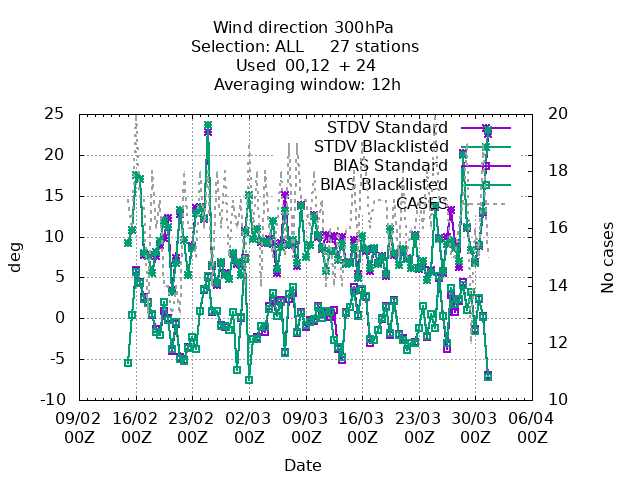 Wind direction 300hPa
Selection: ALL 27 stations
Used 00,12 + 24
Averaging window: 12h
25
20
15
10
5
0
-5
-10
deg
STDV Standard
STDV Blacklisted
BIAS Standard
BIAS Blacklisted
CASES
20
18
16
14
12
10
No cases
09/02 16/02 23/02 02/03 09/03 16/03 23/03 30/03 06/04
00Z 00Z 00Z 00Z 00Z 00Z 00Z 00Z 00Z
Date